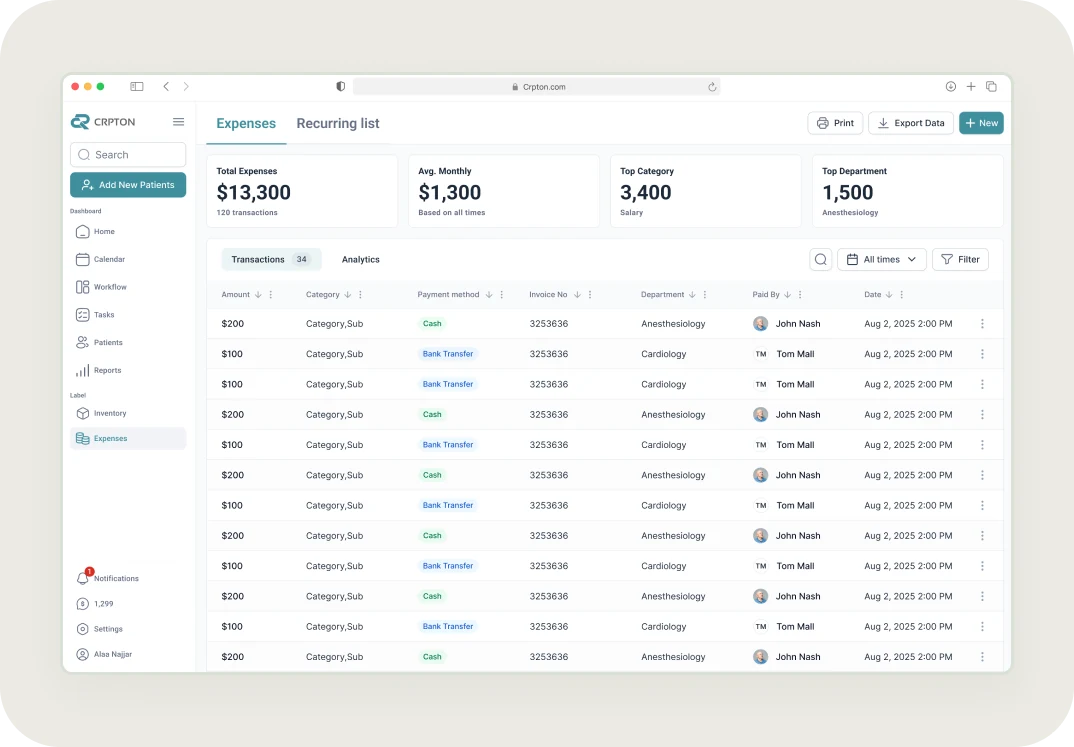 Crpton.com
CRPTON
Search
Add New Patients
Dashboard
Home
Calendar
Workflow
Tasks
Patients
Reports
Label
Inventory
Expenses
1
Notifications
$ 1,299
Settings
Alaa Najjar
Expenses Recurring list
Print Export Data + New
Total Expenses Avg. Monthly Top Category Top Department
$13,300 $1,300 3,400 1,500
120 transactions Based on all times Salary Anesthesiology
Transactions 34 Analytics All times Filter
Amount Category Payment method Invoice No Department Paid By Date
$200 Category,Sub Cash 3253636 Anesthesiology John Nash Aug 2, 2025 2:00 PM
$100 Category,Sub Bank Transfer 3253636 Cardiology TM Tom Mall Aug 2, 2025 2:00 PM
$100 Category,Sub Bank Transfer 3253636 Cardiology TM Tom Mall Aug 2, 2025 2:00 PM
$200 Category,Sub Cash 3253636 Anesthesiology John Nash Aug 2, 2025 2:00 PM
$100 Category,Sub Bank Transfer 3253636 Cardiology TM Tom Mall Aug 2, 2025 2:00 PM
$200 Category,Sub Cash 3253636 Anesthesiology John Nash Aug 2, 2025 2:00 PM
$100 Category,Sub Bank Transfer 3253636 Cardiology TM Tom Mall Aug 2, 2025 2:00 PM
$200 Category,Sub Cash 3253636 Anesthesiology John Nash Aug 2, 2025 2:00 PM
$100 Category,Sub Bank Transfer 3253636 Cardiology TM Tom Mall Aug 2, 2025 2:00 PM
$200 Category,Sub Cash 3253636 Anesthesiology John Nash Aug 2, 2025 2:00 PM
$100 Category,Sub Bank Transfer 3253636 Cardiology TM Tom Mall Aug 2, 2025 2:00 PM
$200 Category,Sub Cash 3253636 Anesthesiology John Nash Aug 2, 2025 2:00 PM